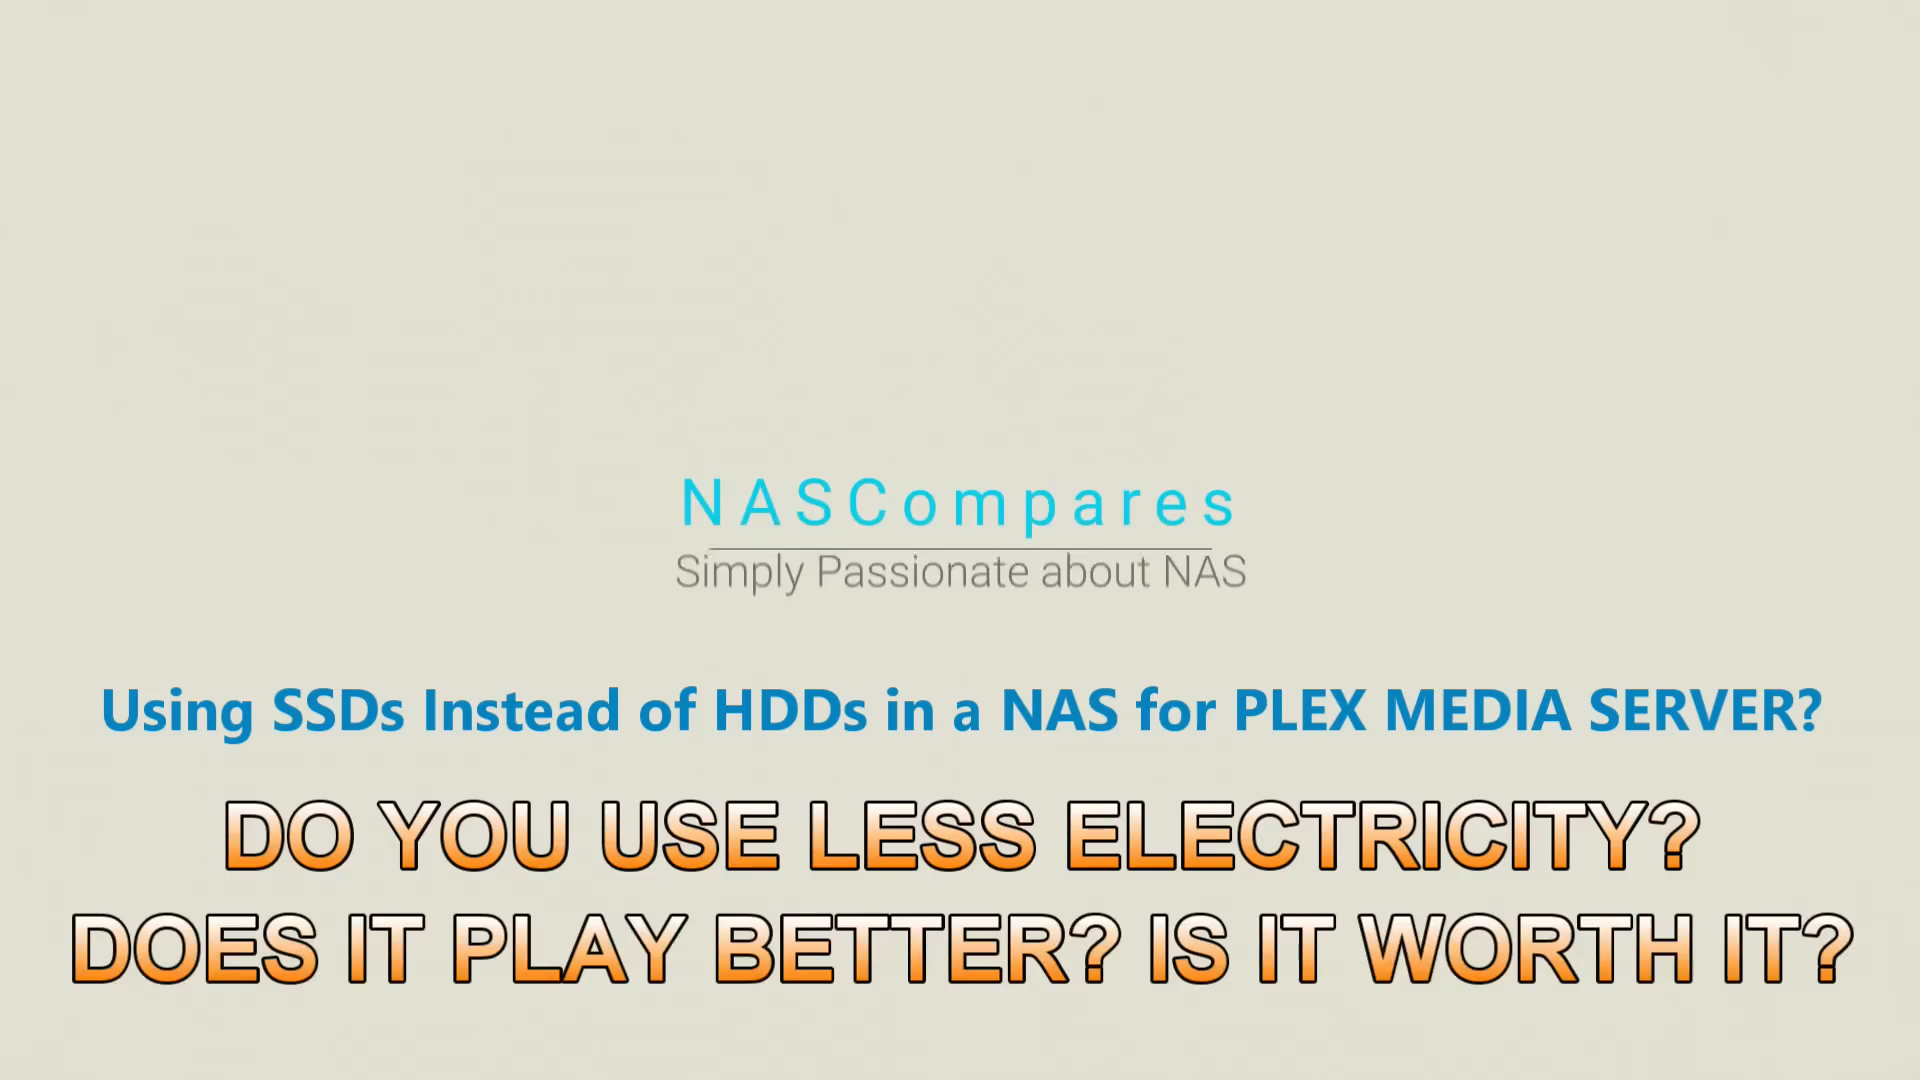 NASCompares
Simply Passionate about NAS
Using SSDs Instead of HDDs in a NAS for PLEX MEDIA SERVER?
DO YOU USE LESS ELECTRICITY?
DOES IT PLAY BETTER? IS IT WORTH IT?